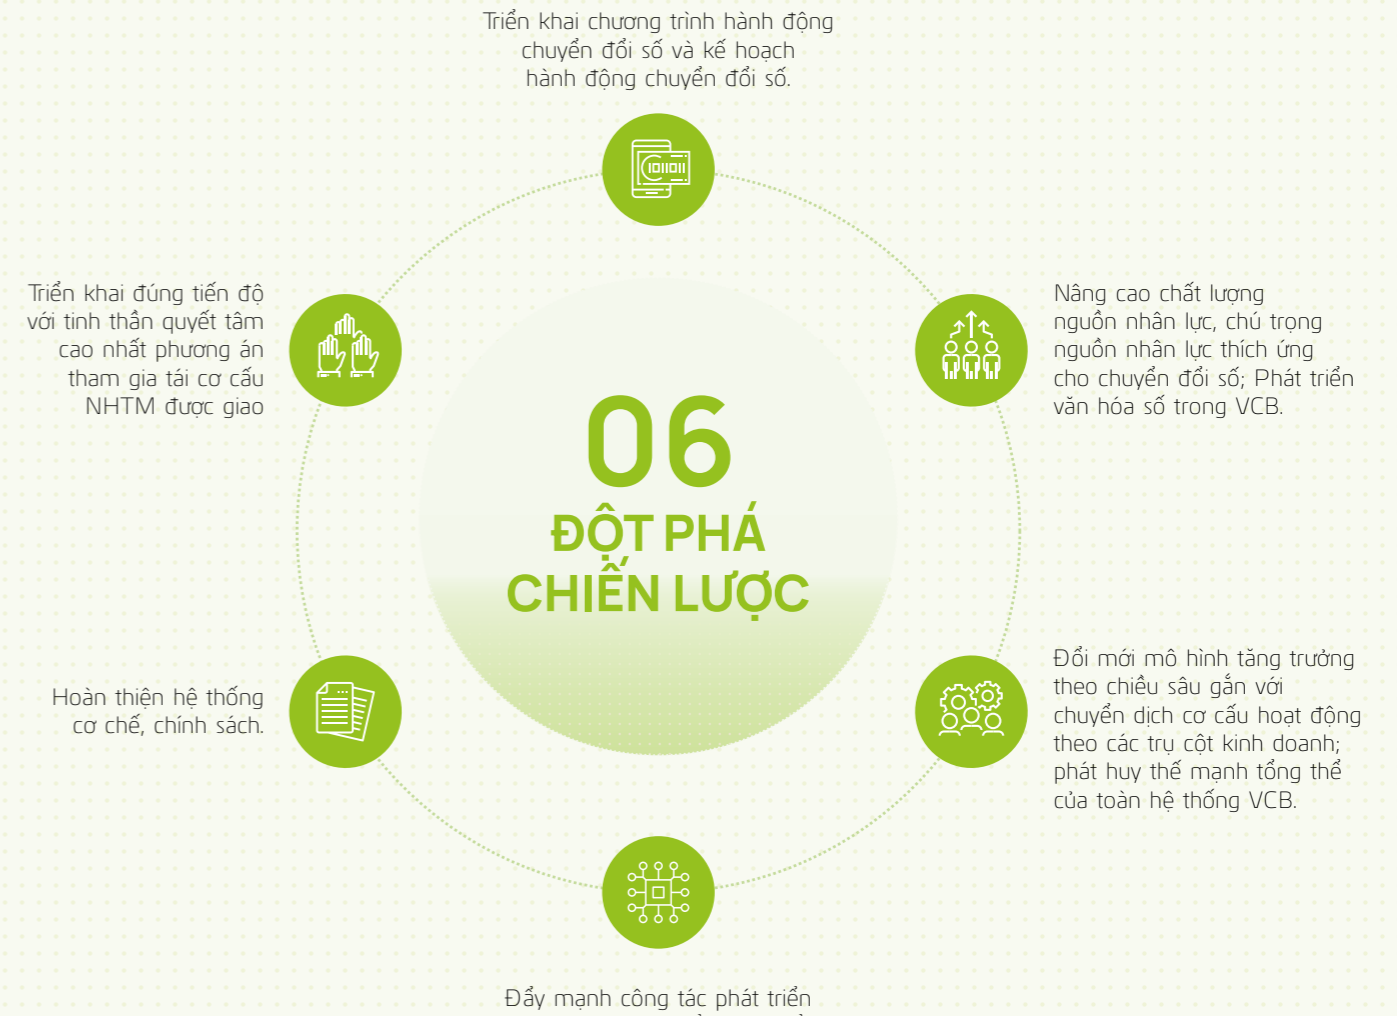 Triển khai chương trình hành động
chuyển đổi số và kế hoạch
hành động chuyển đổi số.
1011011
Triển khai đúng tiến độ
với tinh thần quyết tâm
cao nhất phương án
tham gia tái cơ cấu
NHTM được giao
Nâng cao chất lượng
nguồn nhân lực, chú trọng
nguồn nhân lực thích ứng
cho chuyển đổi số; Phát triển
văn hóa số trong VCB.
06
ĐỘT PHÁ
CHIẾN LƯỢC
Hoàn thiện hệ thống
cơ chế, chính sách.
Đổi mới mô hình tăng trưởng
theo chiều sâu gắn với
chuyển dịch cơ cấu hoạt động
theo các trụ cột kinh doanh;
phát huy thế mạnh tổng thể
của toàn hệ thống VCB.
Đẩy mạnh công tác phát triển